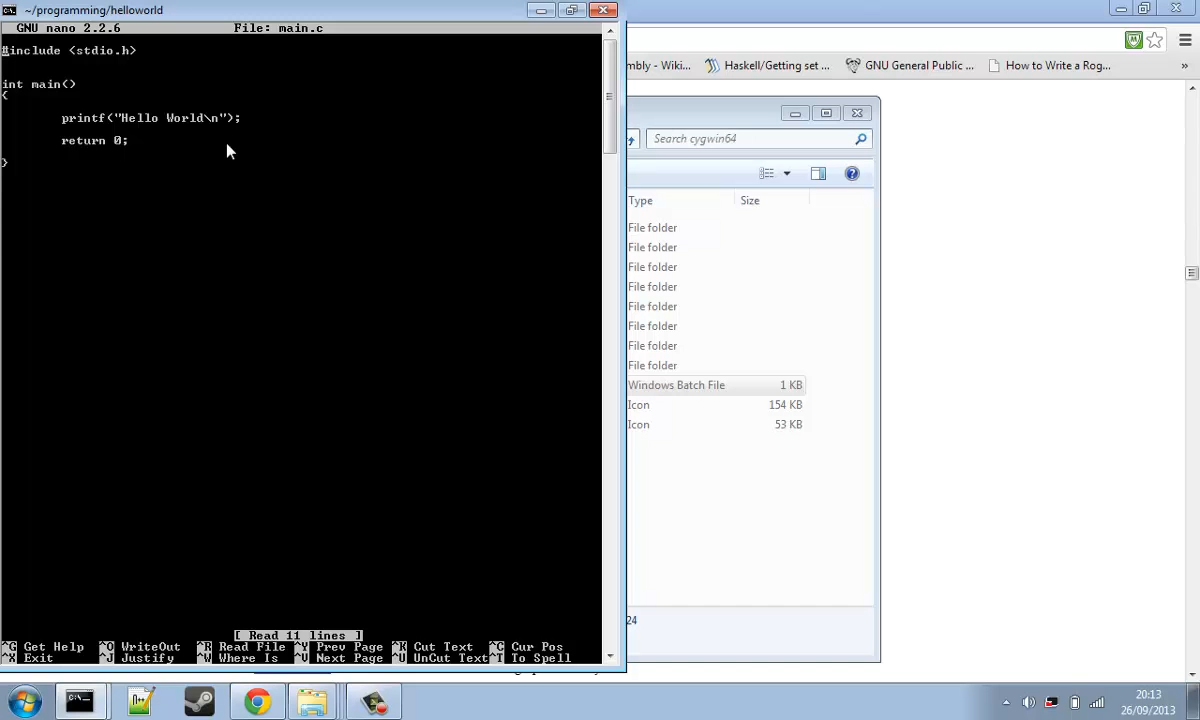 ~/programming/helloworld
GNU nano 2.2.6 File: main.c
#include <stdio.h>
int main()
{
printf("Hello World\n");
return 0;
}
[ Read 11 lines ]
^G Get Help ^O WriteOut ^R Read File ^Y Prev Page ^K Cut Text ^C Cur Pos
^X Exit ^J Justify ^W Where Is ^V Next Page ^U UnCut Text ^T To Spell
mbly - Wiki... Haskell/Getting set ... GNU General Public ... How to Write a Rog... »
Search cygwin64
Type Size
File folder
File folder
File folder
File folder
File folder
File folder
File folder
File folder
Windows Batch File 1 KB
Icon 154 KB
Icon 53 KB
24
20:13
26/09/2013